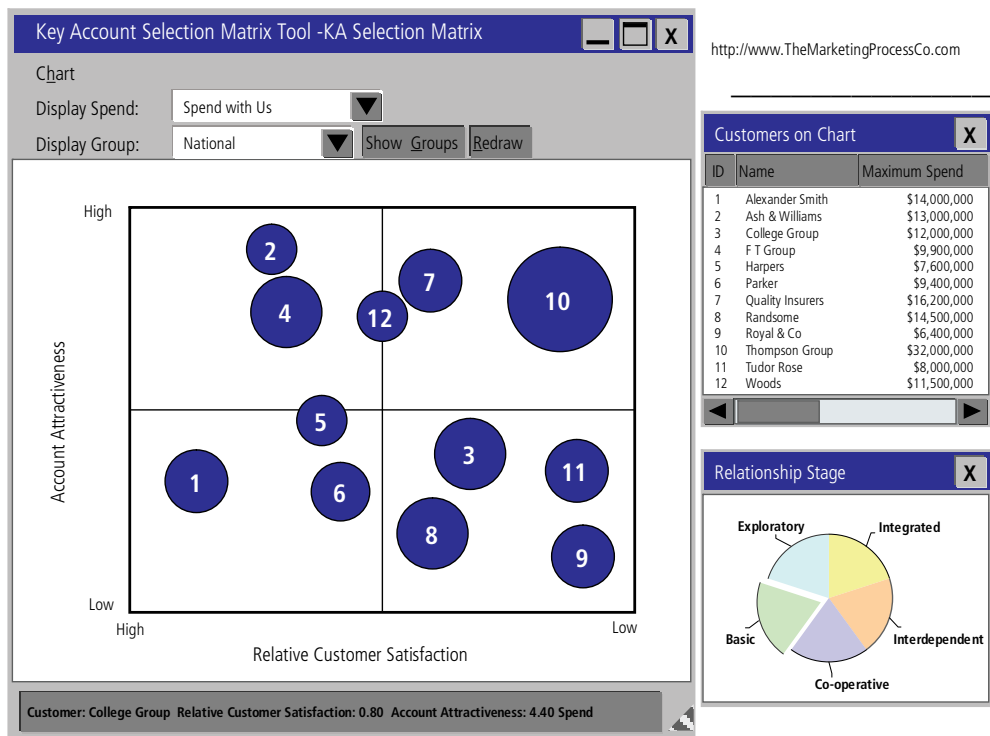 Key Account Selection Matrix Tool -KA Selection Matrix
X
Chart
Display Spend: Spend with Us
Display Group: National Show Groups Redraw
High
2
7
4
10
12
5
3
1
6
11
8
9
Account Attractiveness
Low
High Low
Relative Customer Satisfaction
Customer: College Group Relative Customer Satisfaction: 0.80 Account Attractiveness: 4.40 Spend
http://www.TheMarketingProcessCo.com
Customers on Chart X
ID Name Maximum Spend
1 Alexander Smith $14,000,000
2 Ash & Williams $13,000,000
3 College Group $12,000,000
4 F T Group $9,900,000
5 Harpers $7,600,000
6 Parker $9,400,000
7 Quality Insurers $16,200,000
8 Randsome $14,500,000
9 Royal & Co $6,400,000
10 Thompson Group $32,000,000
11 Tudor Rose $8,000,000
12 Woods $11,500,000
Relationship Stage X
Exploratory Integrated
Basic Interdependent
Co-operative